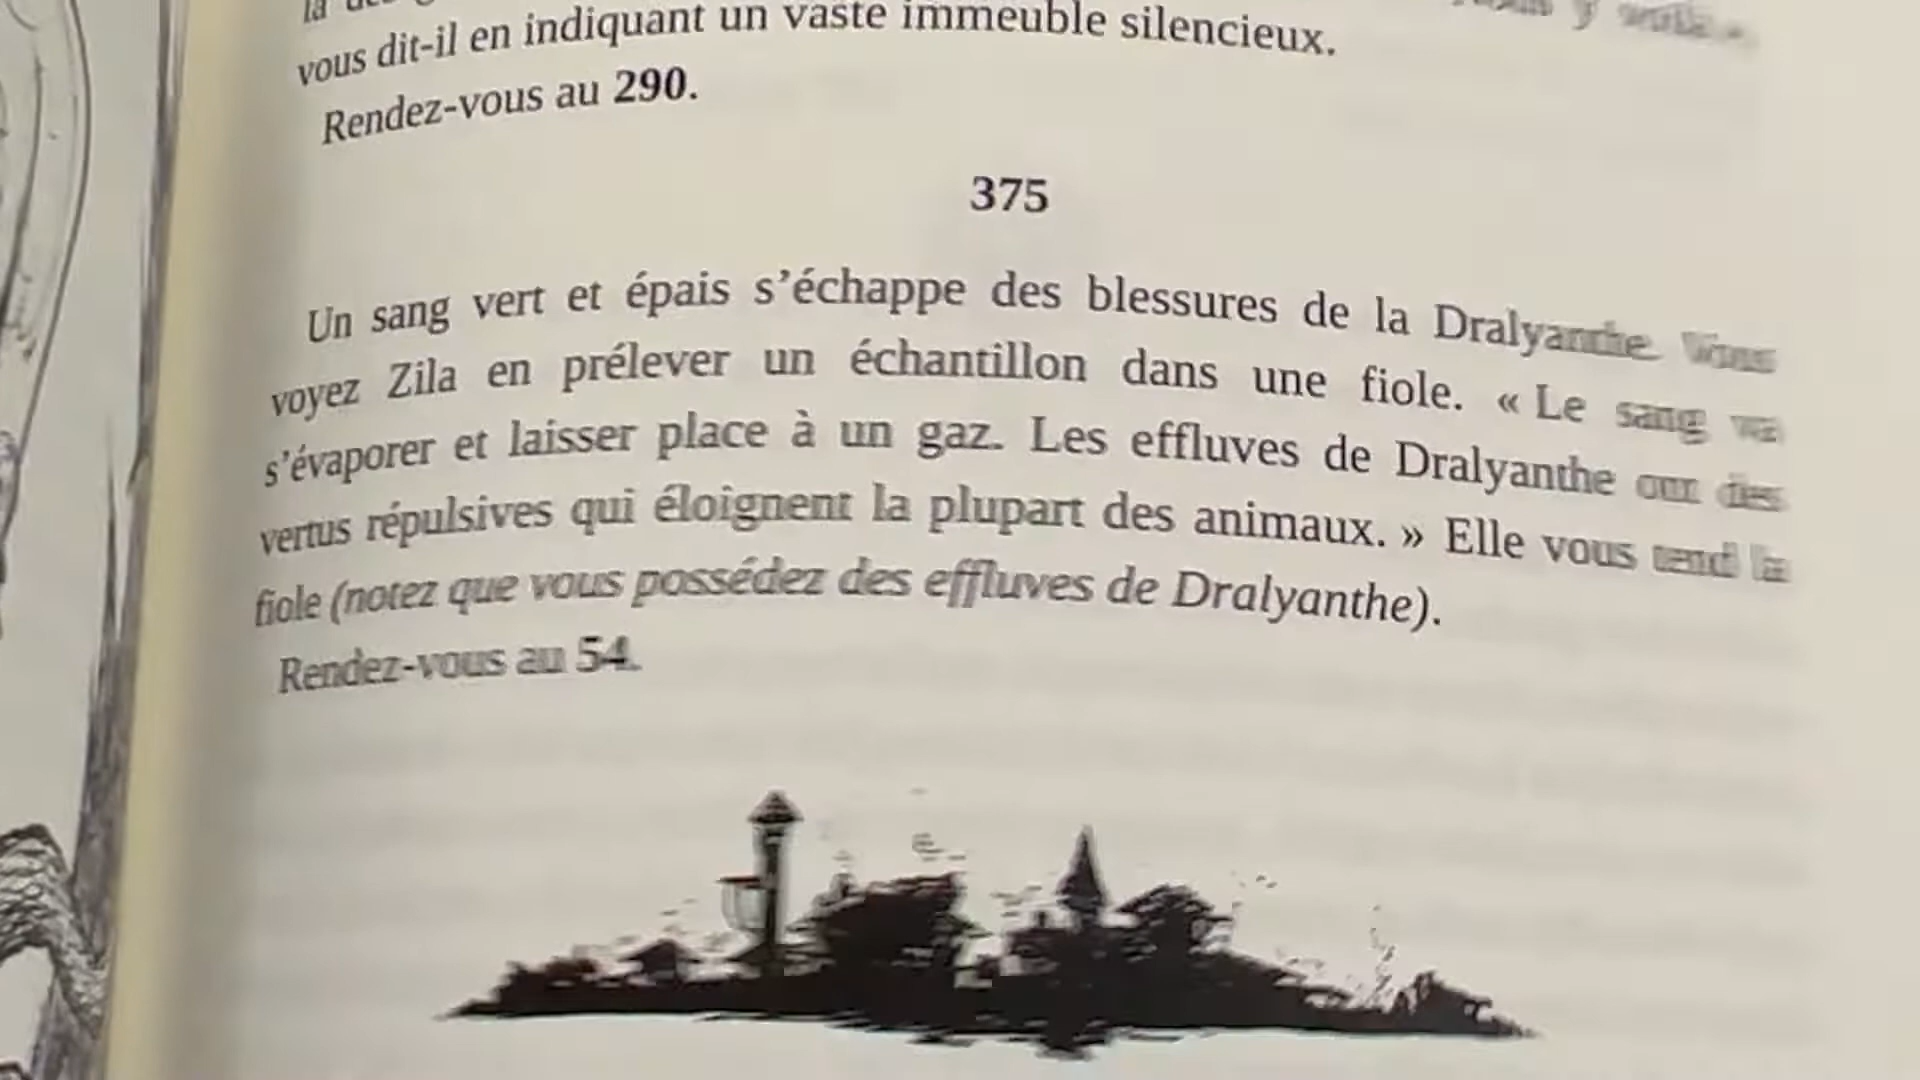 vous dit-il en indiquant un vaste immeuble silencieux.
Rendez-vous au 290.
375
Un sang vert et épais s’échappe des blessures de la Dralyanthe. Vous
voyez Zila en prélever un échantillon dans une fiole. « Le sang va
s’évaporer et laisser place à un gaz. Les effluves de Dralyanthe ont des
vertus répulsives qui éloignent la plupart des animaux. » Elle vous tend la
fiole (notez que vous possédez des effluves de Dralyanthe).
Rendez-vous au 54.